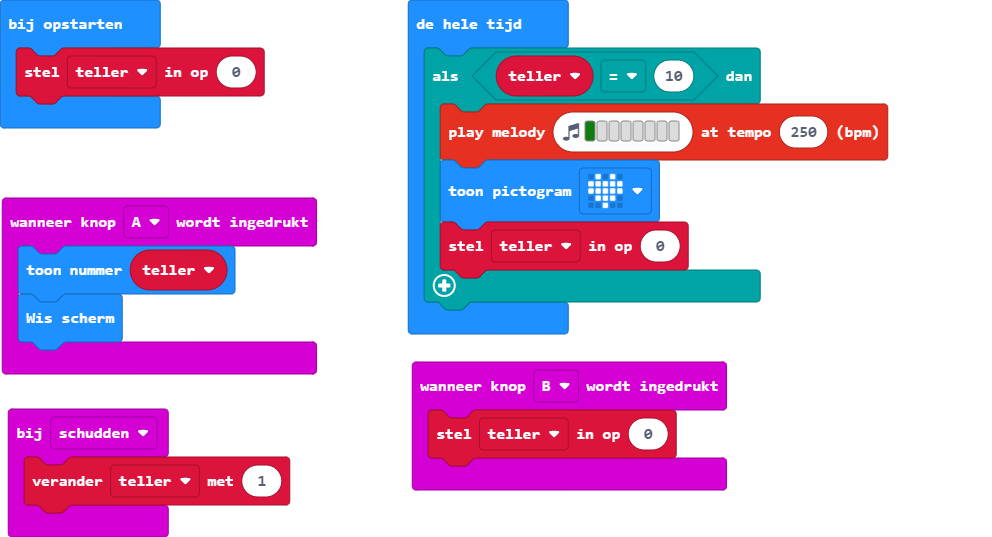 bij opstarten
stel teller in op 0
wanneer knop A wordt ingedrukt
toon nummer teller
Wis scherm
bij schudden
verander teller met 1
de hele tijd
als teller = 10 dan
play melody at tempo 250 (bpm)
toon pictogram
stel teller in op 0
wanneer knop B wordt ingedrukt
stel teller in op 0